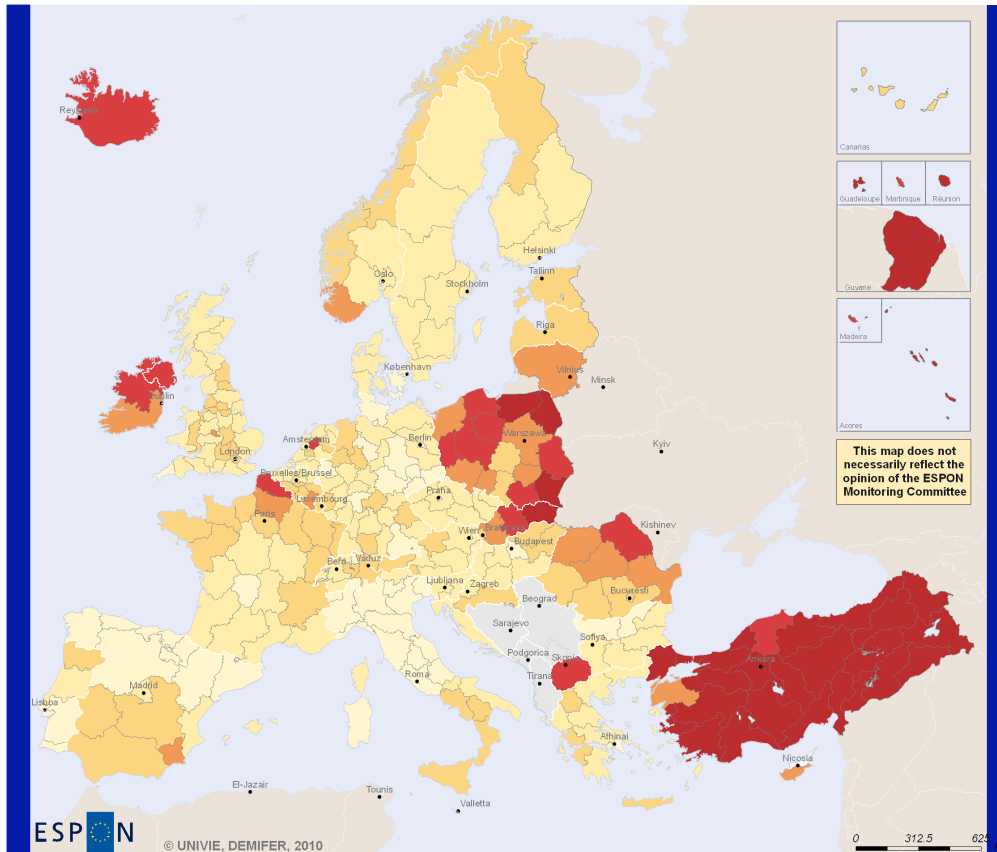 Reykjavik
Canarias
Guadeloupe
Martinique
Réunion
Guyane
Madeira
Acores
This map does not
necessarily reflect the
opinion of the ESPON
Monitoring Committee
Oslo
Helsinki
Tallinn
Stockholm
Riga
København
Vilnius
Minsk
Dublin
Amsterdam
Berlin
Warszawa
London
Kyiv
Bruxelles/Brussel
Luxembourg
Praha
Paris
Wien
Kishinev
Budapest
Bern
Vaduz
Ljubljana
Zagreb
Bucuresti
Beograd
Sarajevo
Sofiya
Podgorica
Skopje
Ankara
Madrid
Roma
Tirana
Lisboa
Athinai
Nicosia
El-Jazair
Tounis
Valletta
ESPON
© UNIVIE, DEMIFER, 2010
0 312.5 625